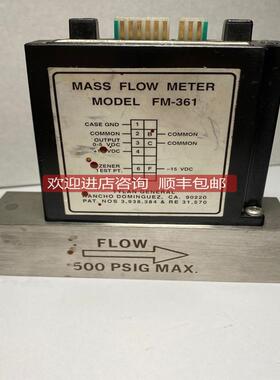 MASS FLOW METER
MODEL FM-361
CASE GND 1
COMMON 2 B COMMON
OUTPUT 0-5 VDC 3 C COMMON
VDC 4
ZENER TEST PT. 6 F -15 VDC
欢迎进店咨询 顺丰包邮
GENERAL
RANCHO DOMINGUEZ, CA. 90220
PAT. NOS 3,938,384 & RE 31,570
FLOW
500 PSIG MAX.